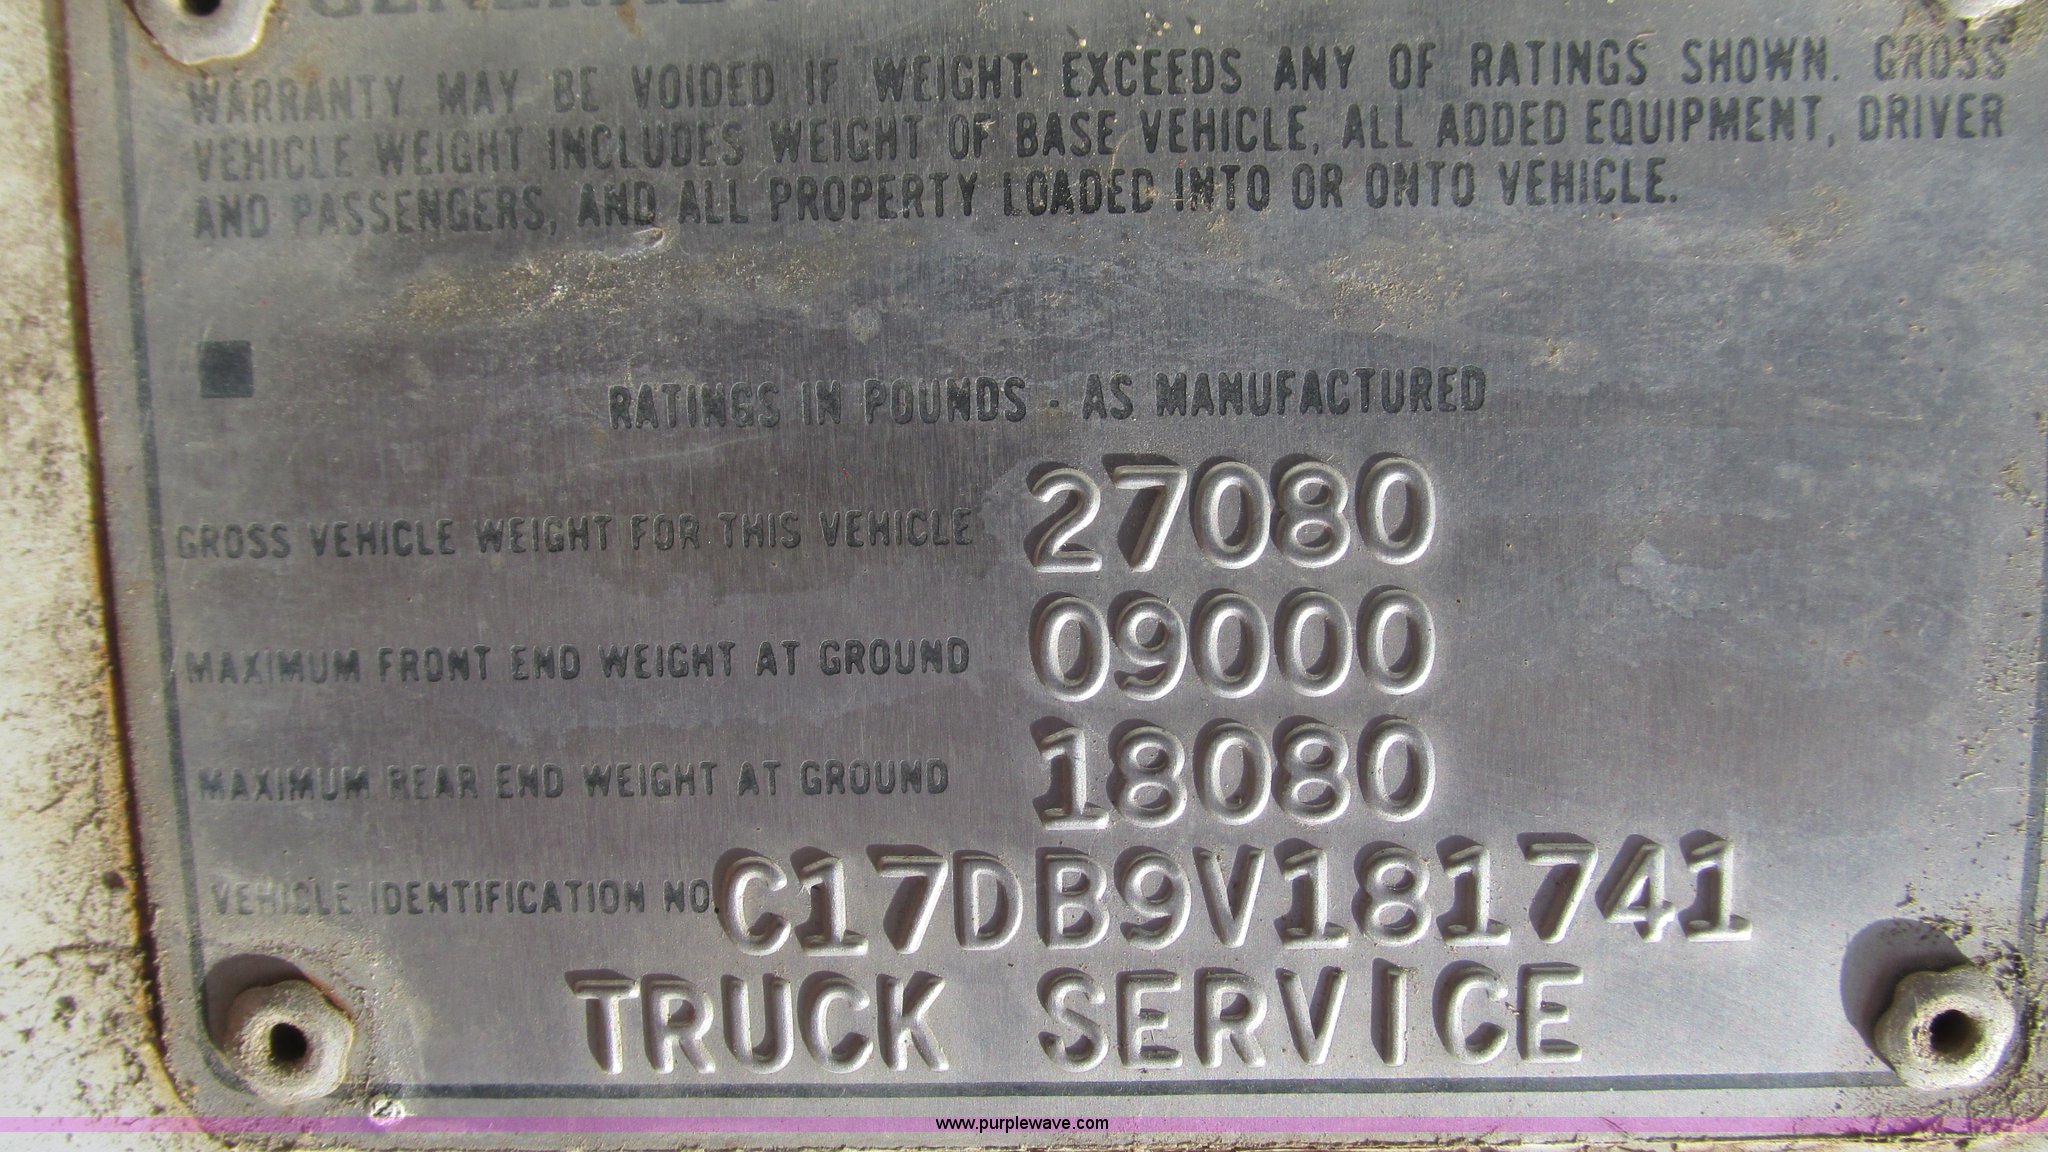 GENERAL
WARRANTY MAY BE VOIDED IF WEIGHT EXCEEDS ANY OF RATINGS SHOWN. GROSS
VEHICLE WEIGHT INCLUDES WEIGHT OF BASE VEHICLE, ALL ADDED EQUIPMENT, DRIVER
AND PASSENGERS, AND ALL PROPERTY LOADED INTO OR ONTO VEHICLE.
RATINGS IN POUNDS - AS MANUFACTURED
GROSS VEHICLE WEIGHT FOR THIS VEHICLE 27080
MAXIMUM FRONT END WEIGHT AT GROUND 09000
MAXIMUM REAR END WEIGHT AT GROUND 18080
VEHICLE IDENTIFICATION NO. C17DB9V181741
TRUCK SERVICE
www.purplewave.com